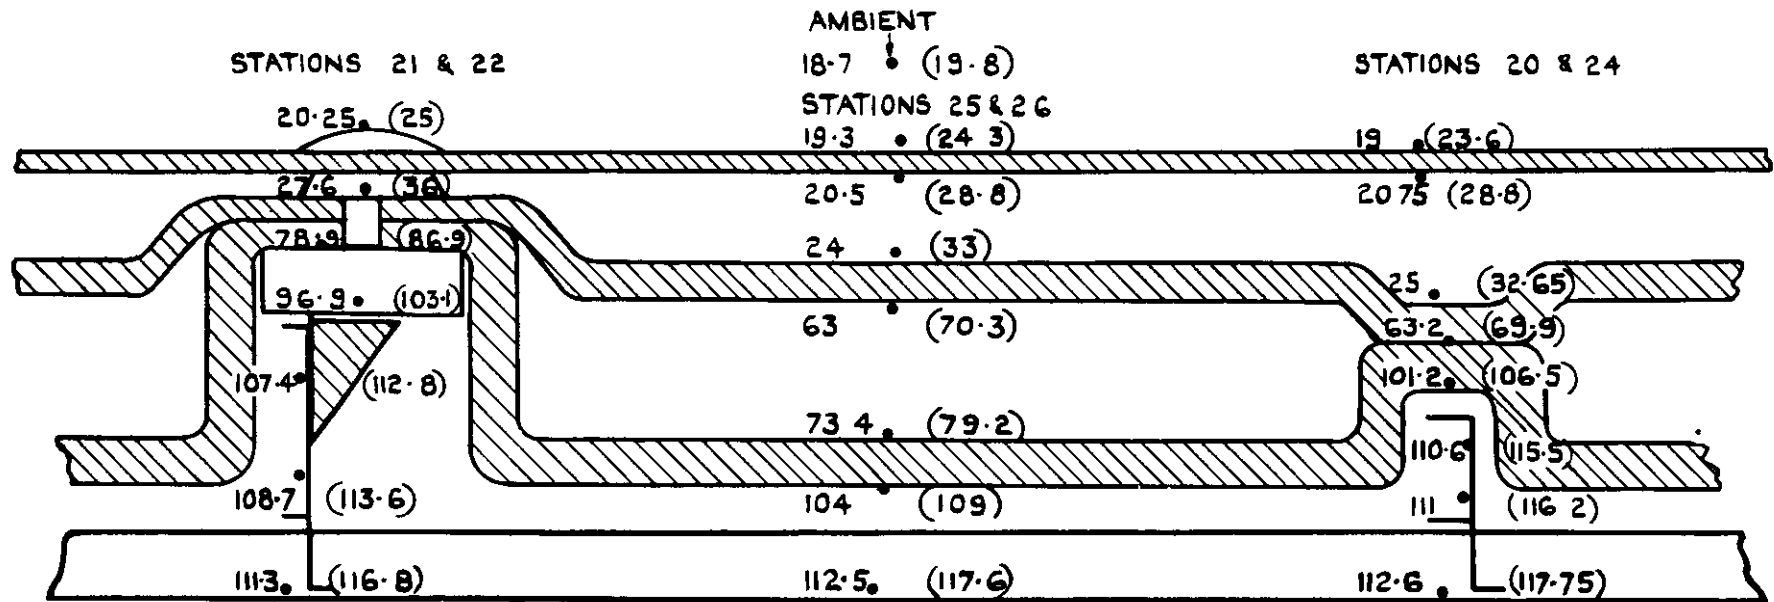 AMBIENT
18·7 (19·8)
STATIONS 21 & 22
STATIONS 20 & 24
STATIONS 25 & 26
20·25 (25)
19·3 (24 3)
19 (23·6)
27·6 (36)
20·5 (28·8)
2075 (28·8)
78·9 (86·9)
24 (33)
96·9 (103·1)
25 (32·65)
63 (70·3)
63·2 (69·9)
107·4 (112·8)
101·2 (106·5)
73 4 (79·2)
110·6 (115·5)
108·7 (113·6)
104 (109)
111 (116 2)
111·3 (116·8)
112·5 (117·6)
112·6 (117·75)